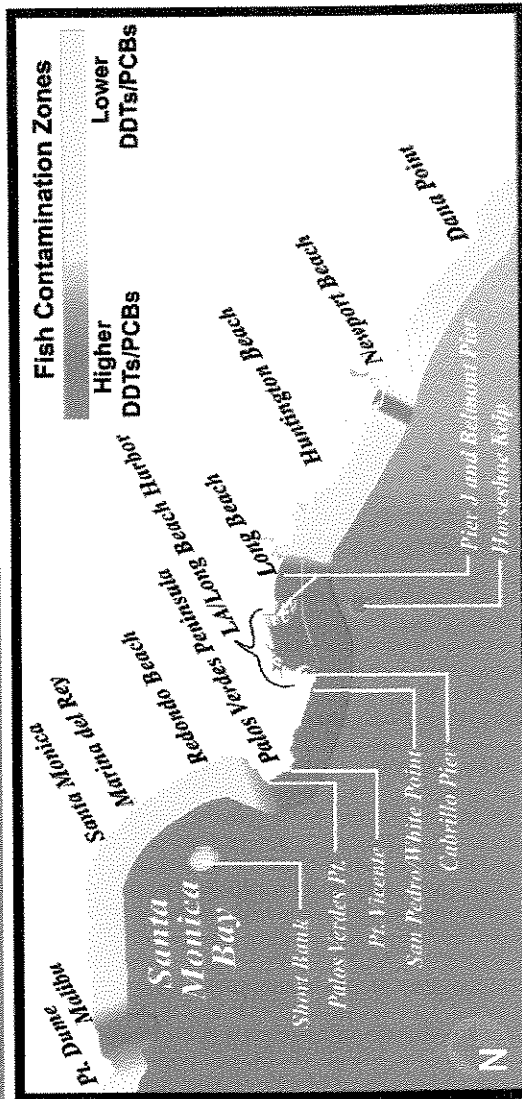 Fish Contamination Zones
Higher
DDTs/PCBs
Lower
DDTs/PCBs
Pt. Dume
Malibu
Santa Monica
Marina del Rey
Redondo Beach
Palos Verdes Peninsula
LA/Long Beach Harbor
Long Beach
Huntington Beach
Newport Beach
Dana Point
Santa
Monica
Bay
Short Bank
Palos Verdes Pt.
Pt. Vicente
San Pedro White Point
Cabrillo Pier
Pier J and Belmont Pier
Horseshoe Kelp
N